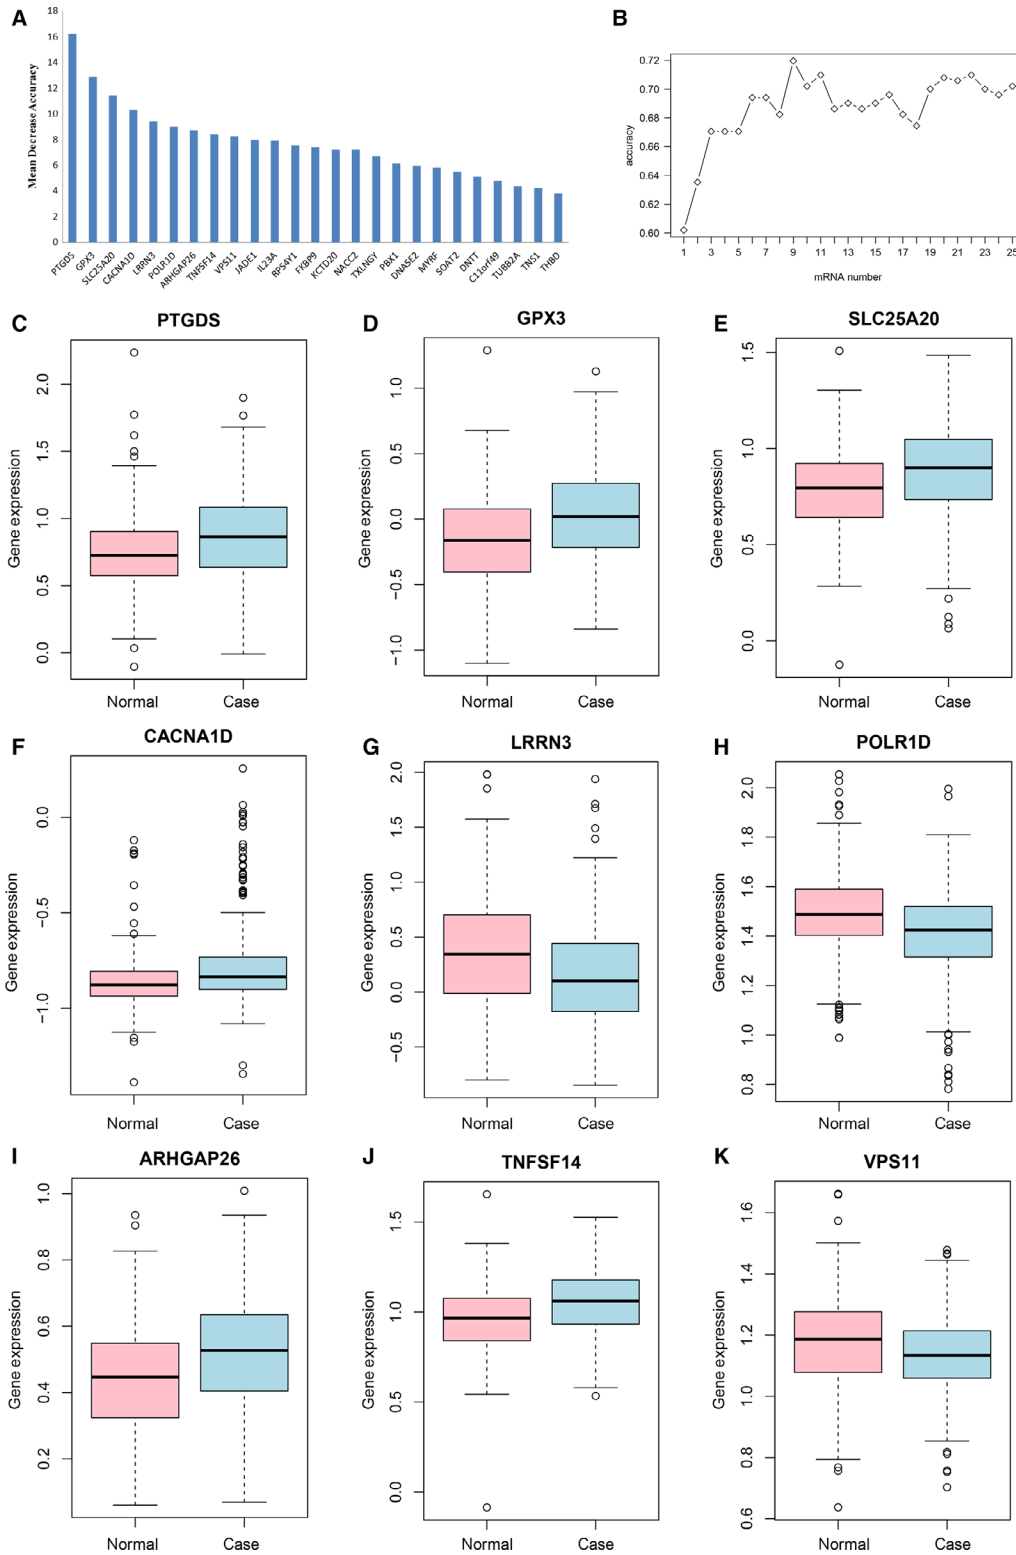 A
Mean Decrease Accuracy
18
16
14
12
10
8
6
4
2
0
PTGDS
GPX3
SLC25A20
CACNA1D
LRRN3
POLR1D
ARHGAP26
TNFSF14
VPS11
JADE1
IL23A
RPS4Y1
FKBP9
KCTD20
NACC2
TXLNGY
PBX1
DNASE2
MYRF
SOAT2
DNTT
C11orf49
TUBB2A
TNS1
THBD
B
accuracy
0.72
0.70
0.68
0.66
0.64
0.62
0.60
1 3 5 7 9 11 13 15 17 19 21 23 25
mRNA number
C
PTGDS
Gene expression
2.0
1.5
1.0
0.5
0.0
Normal Case
D
GPX3
Gene expression
1.0
0.5
0.0
−0.5
−1.0
Normal Case
E
SLC25A20
Gene expression
1.5
1.0
0.5
0.0
Normal Case
F
CACNA1D
Gene expression
0.0
−0.5
−1.0
Normal Case
G
LRRN3
Gene expression
2.0
1.5
1.0
0.5
0.0
−0.5
Normal Case
H
POLR1D
Gene expression
2.0
1.8
1.6
1.4
1.2
1.0
0.8
Normal Case
I
ARHGAP26
Gene expression
1.0
0.8
0.6
0.4
0.2
Normal Case
J
TNFSF14
Gene expression
1.5
1.0
0.5
0.0
Normal Case
K
VPS11
Gene expression
1.6
1.4
1.2
1.0
0.8
0.6
Normal Case